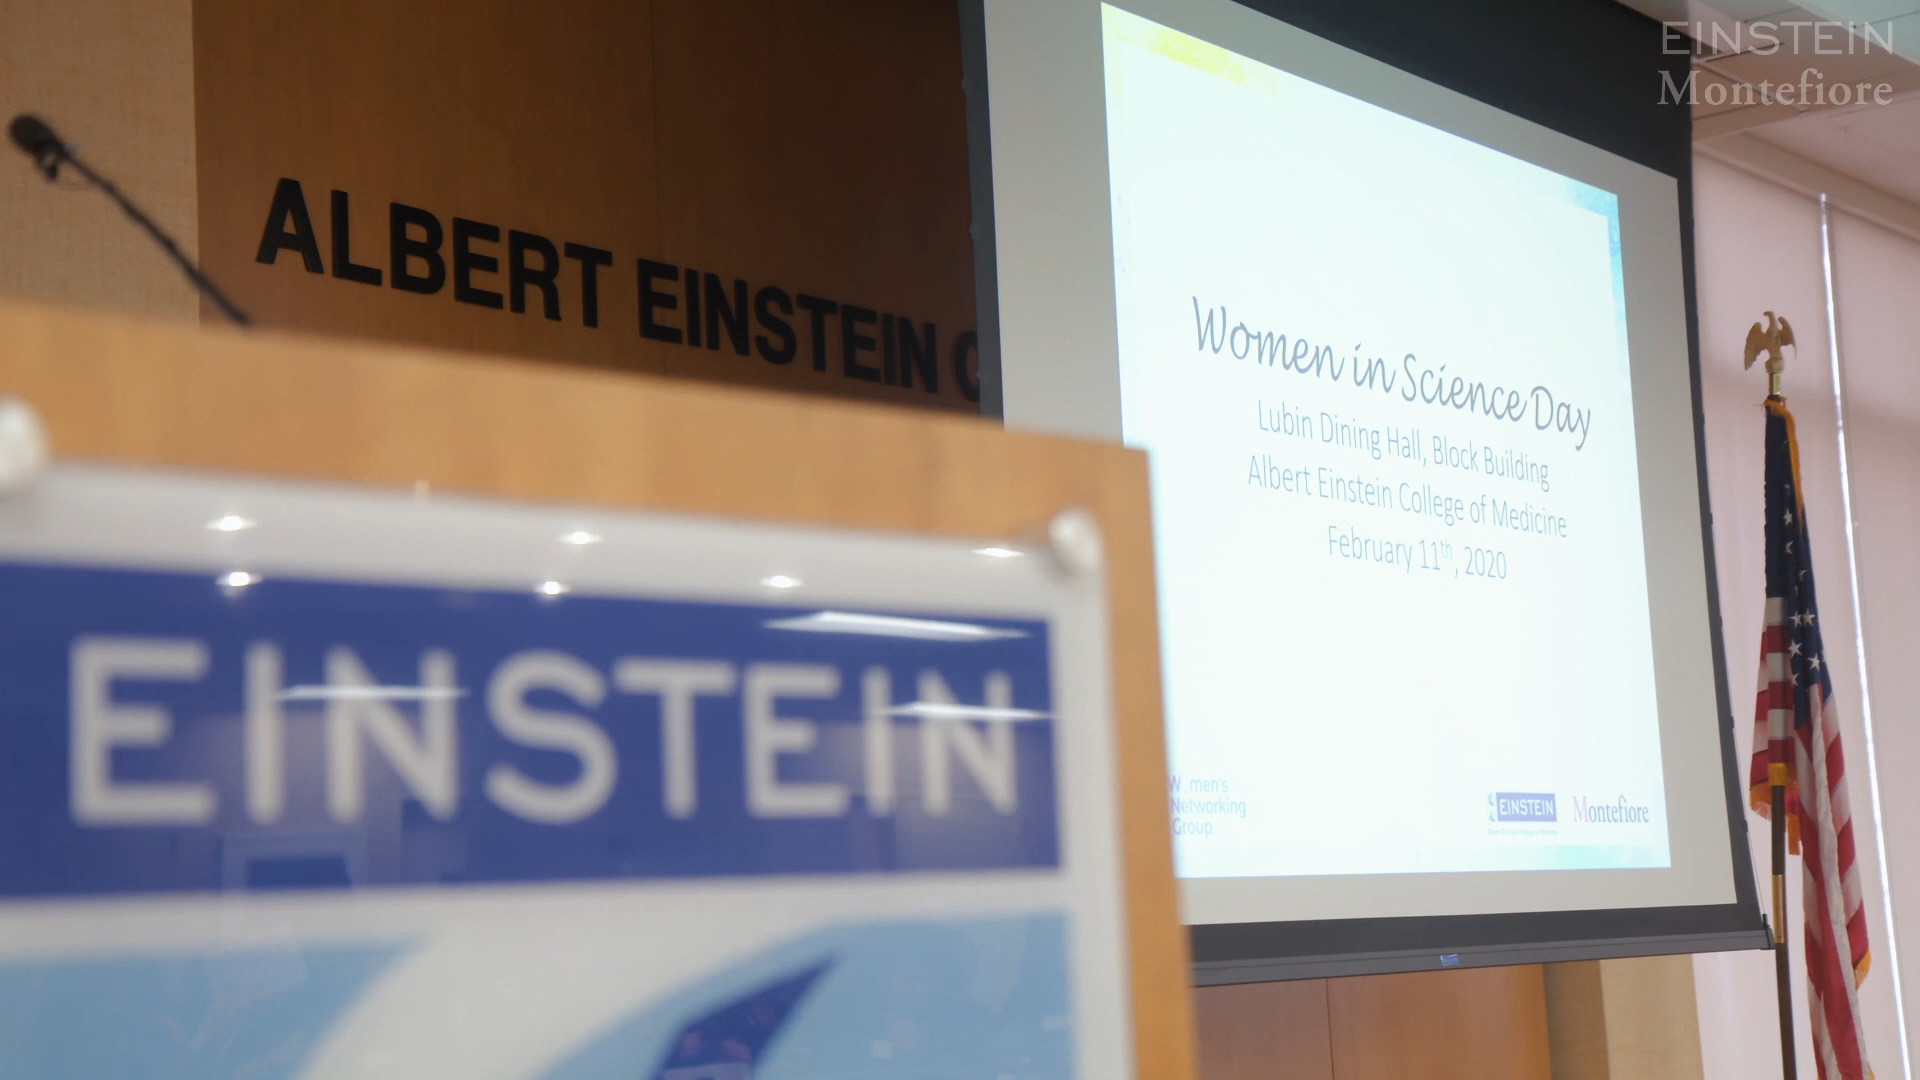 EINSTEIN
Montefiore
ALBERT EINSTEIN C
Women in Science Day
Lubin Dining Hall, Block Building
Albert Einstein College of Medicine
February 11th, 2020
W men's
Networking
Group
EINSTEIN
Montefiore
EINSTEIN